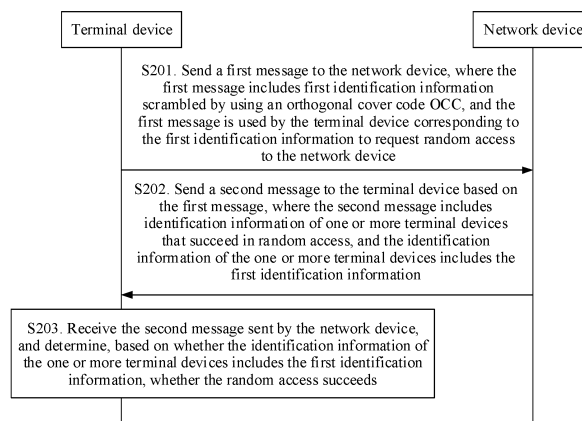 Terminal device
Network device
S201. Send a first message to the network device, where the
first message includes first identification information
scrambled by using an orthogonal cover code OCC, and the
first message is used by the terminal device corresponding to
the first identification information to request random access
to the network device
S202. Send a second message to the terminal device based on
the first message, where the second message includes
identification information of one or more terminal devices
that succeed in random access, and the identification
information of the one or more terminal devices includes the
first identification information
S203. Receive the second message sent by the network device,
and determine, based on whether the identification information of
the one or more terminal devices includes the first identification
information, whether the random access succeeds